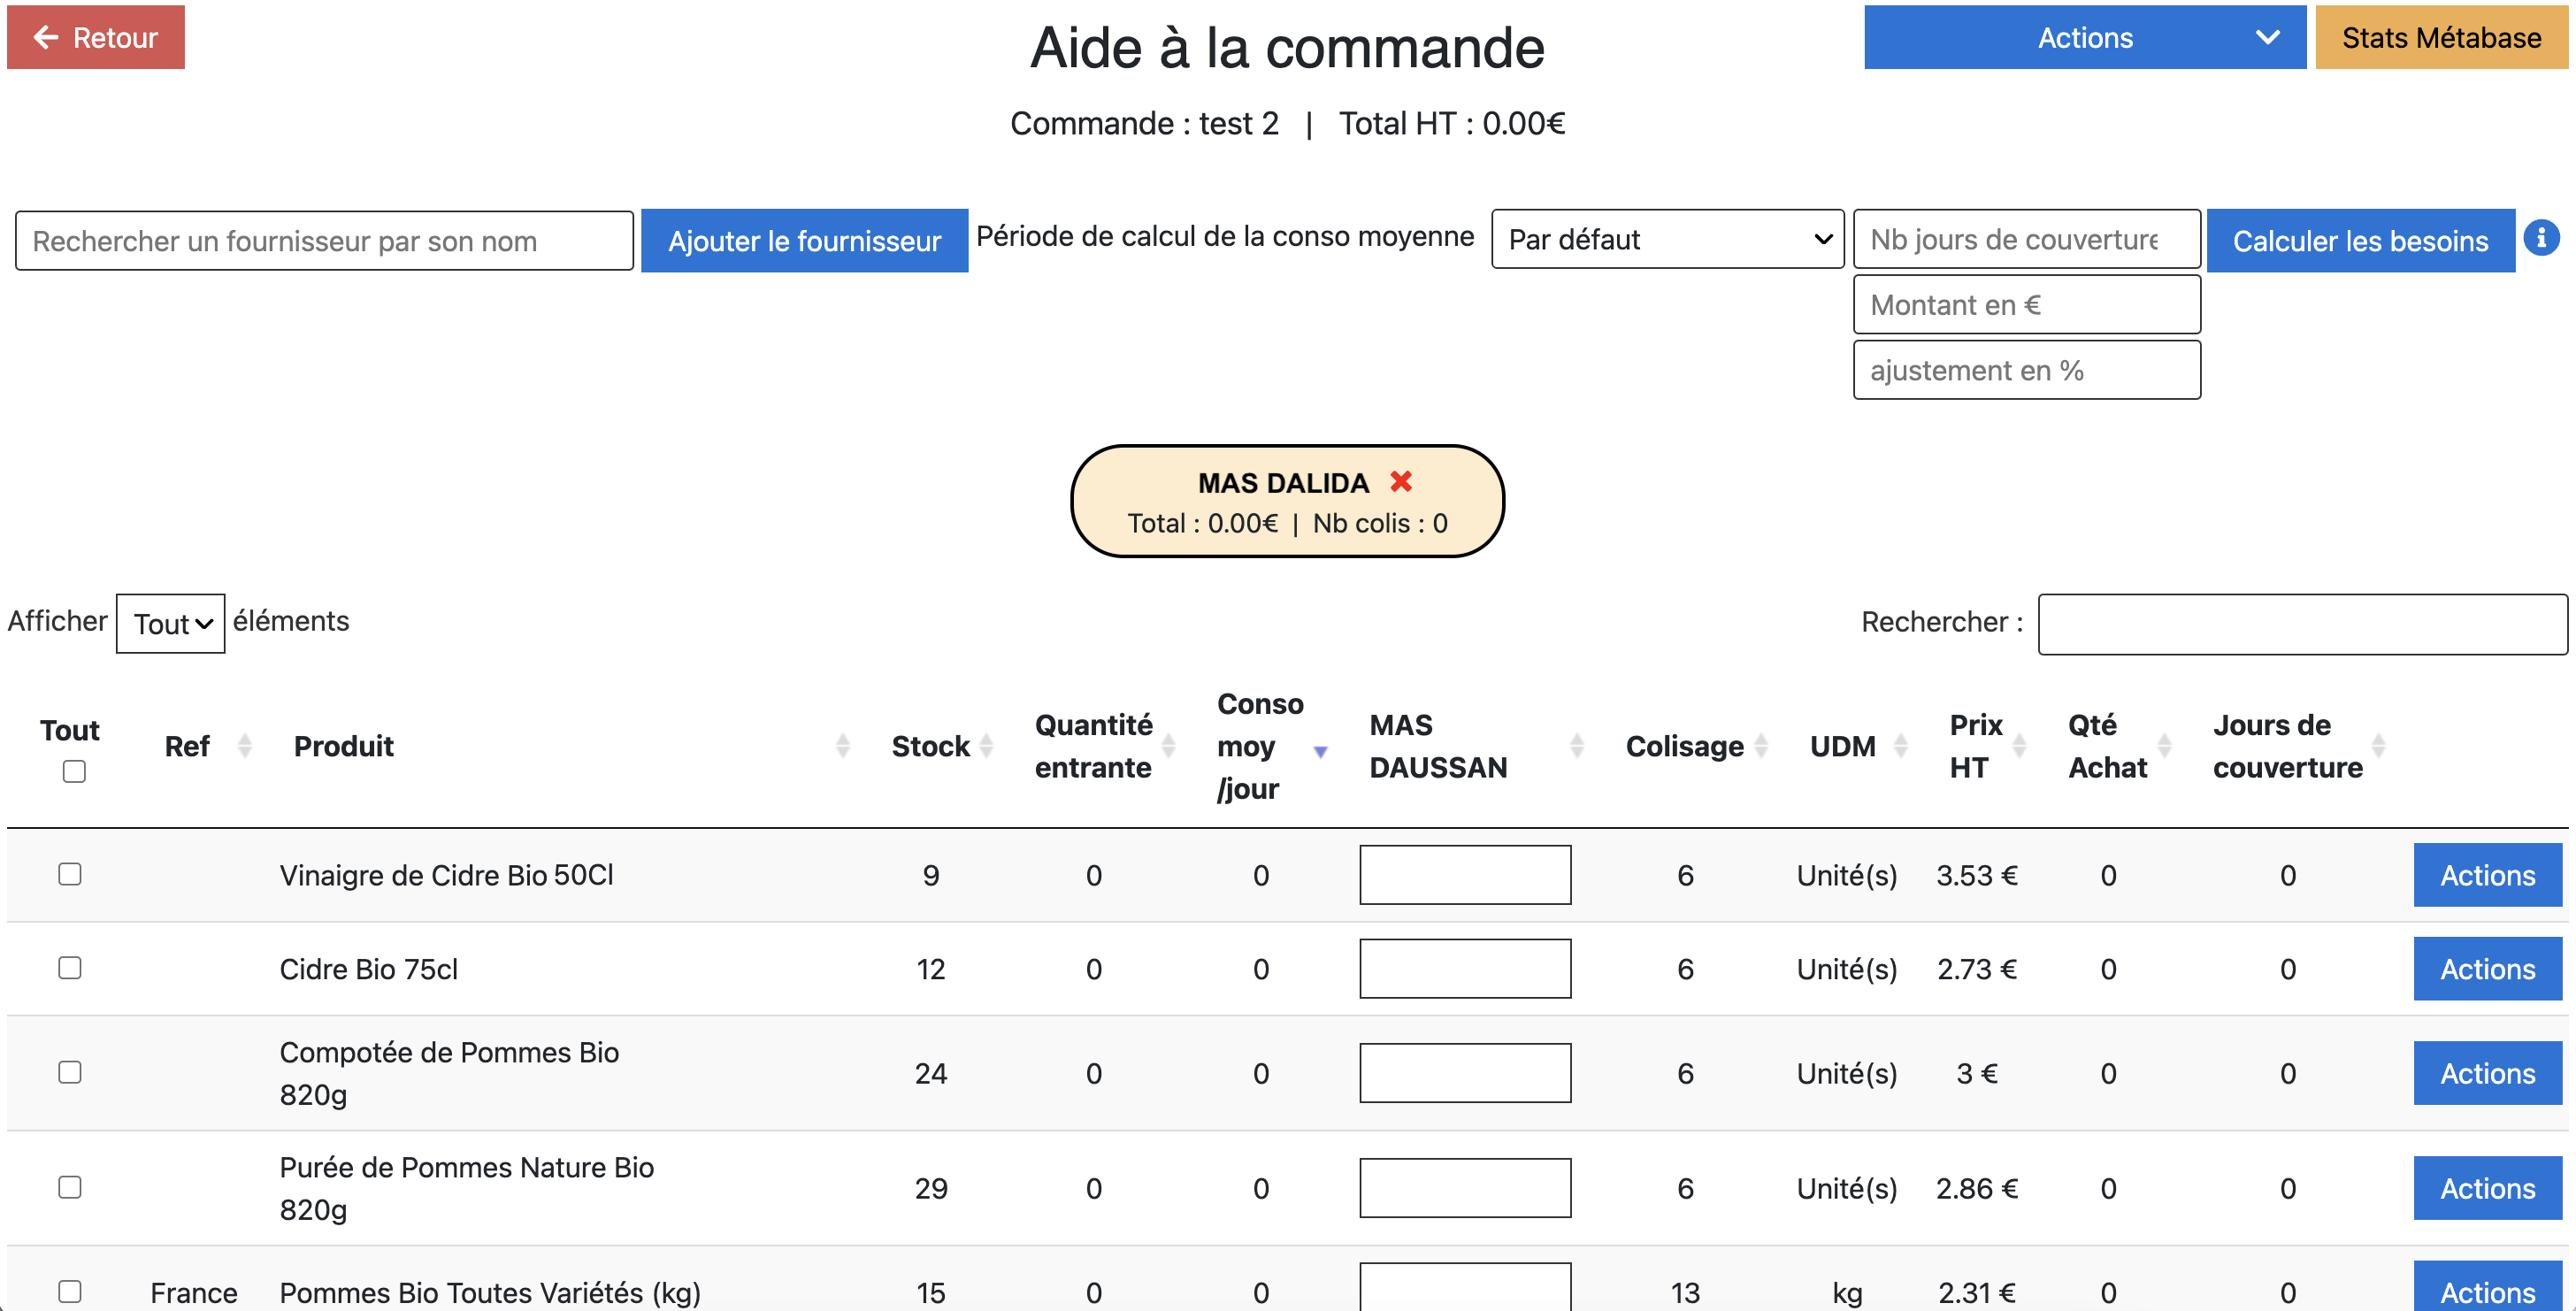 Retour
Aide à la commande
Actions
Stats Métabase
Commande : test 2 | Total HT : 0.00€
Rechercher un fournisseur par son nom
Ajouter le fournisseur
Période de calcul de la conso moyenne
Par défaut
Nb jours de couverture
Calculer les besoins
Montant en €
ajustement en %
MAS DALIDA
Total : 0.00€ | Nb colis : 0
Afficher Tout éléments
Rechercher :
Tout
Ref
Produit
Stock
Quantité
entrante
Conso
moy
/jour
MAS
DAUSSAN
Colisage
UDM
Prix
HT
Qté
Achat
Jours de
couverture
Vinaigre de Cidre Bio 50Cl 9 0 0 6 Unité(s) 3.53 € 0 0 Actions
Cidre Bio 75cl 12 0 0 6 Unité(s) 2.73 € 0 0 Actions
Compotée de Pommes Bio
820g
24 0 0 6 Unité(s) 3 € 0 0 Actions
Purée de Pommes Nature Bio
820g
29 0 0 6 Unité(s) 2.86 € 0 0 Actions
France Pommes Bio Toutes Variétés (kg) 15 0 0 13 kg 2.31 € 0 0 Actions